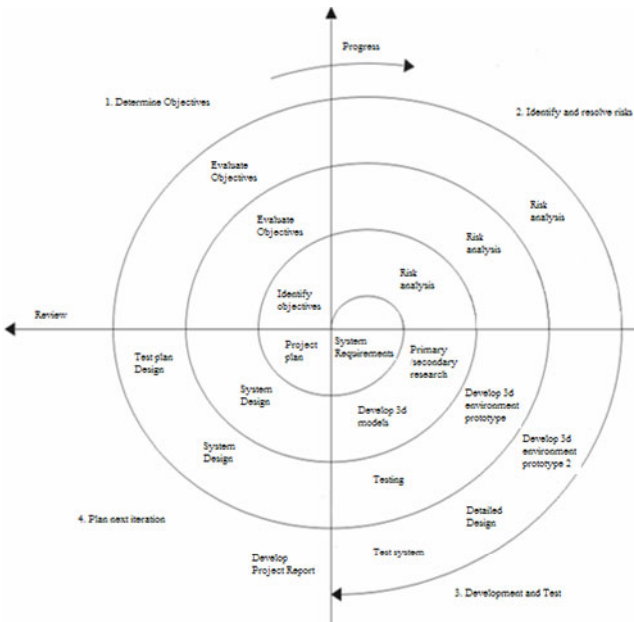 Progress
1. Determine Objectives
2. Identify and resolve risks
Evaluate
Objectives
Risk
analysis
Evaluate
Objectives
Risk
analysis
Risk
analysis
Identify
objectives
Review
Project
plan
System
Requirements
Primary
/secondary
research
Test plan
Design
System
Design
Develop 3d
models
Develop 3d
environment
prototype
System
Design
Develop 3d
environment
prototype 2
Testing
Detailed
Design
4. Plan next iteration
Develop
Project Report
Test system
3. Development and Test